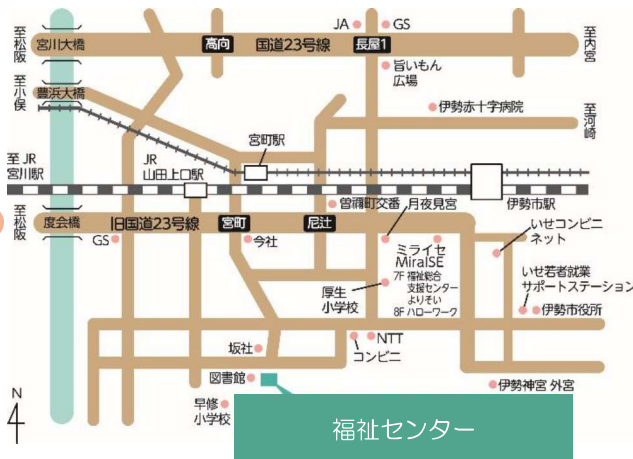 JA
GS
至松阪
宮川大橋
高向
国道23号線
長屋1
至内宮
旨いもん
広場
至小俣
豊浜大橋
伊勢赤十字病院
至河崎
宮町駅
至 JR
宮川駅
JR
山田上口駅
伊勢市駅
曽禰町交番
月夜見宮
至松阪
度会橋
旧国道23号線
宮町
尼辻
GS
今社
ミライセ
MiraISE
7F 福祉総合
支援センター
よりそい
8F ハローワーク
いせコンビニ
ネット
厚生
小学校
いせ若者就業
サポートステーション
伊勢市役所
NTT
コンビニ
坂社
図書館
早修
小学校
伊勢神宮 外宮
N
福祉センター